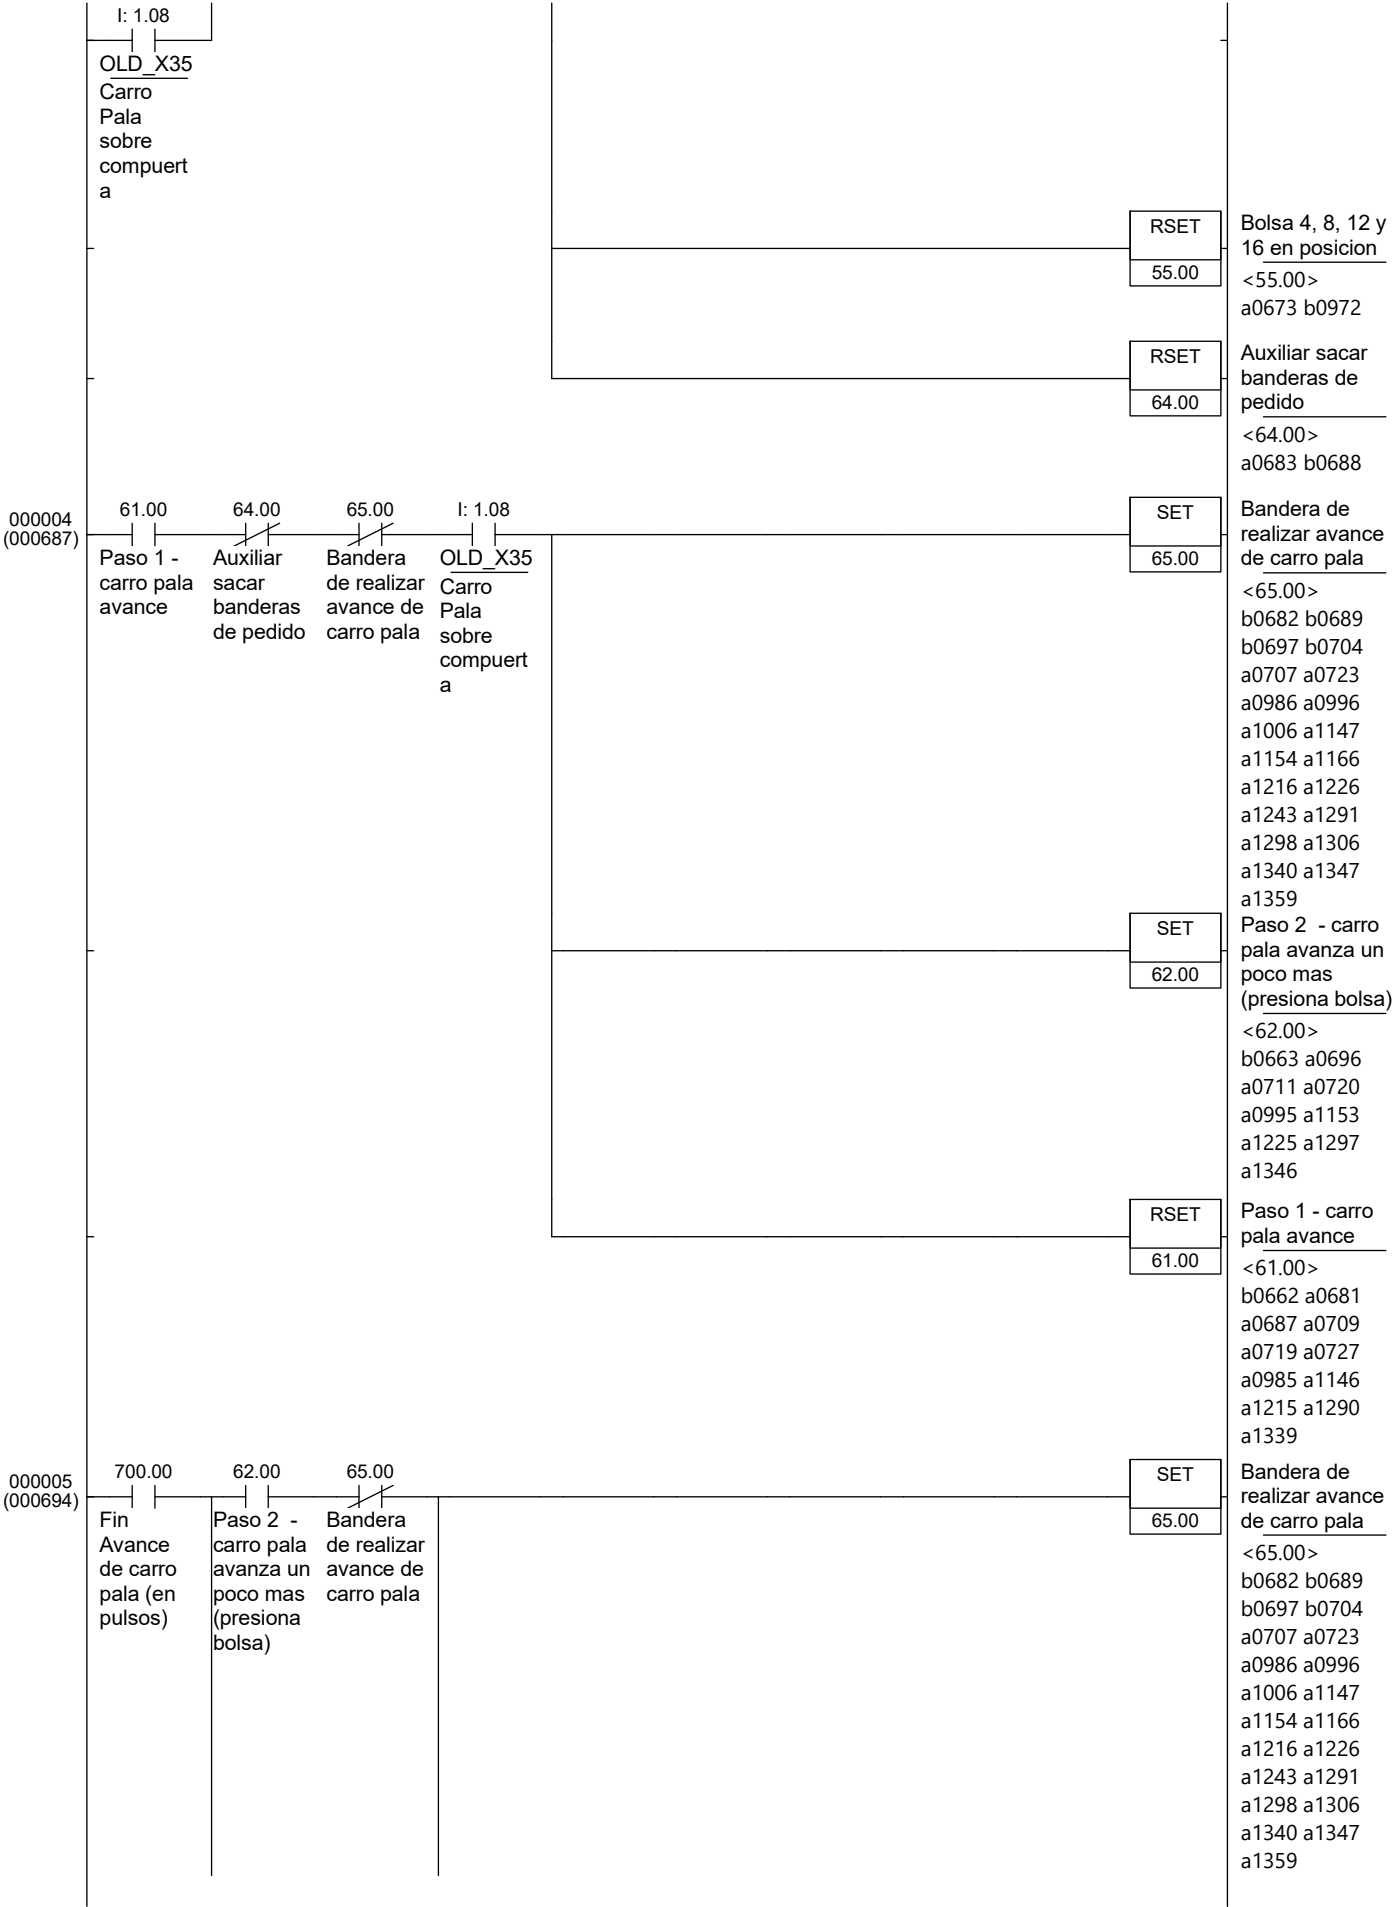 I: 1.08
OLD_X35
Carro
Pala
sobre
compuert
a
RSET
55.00
Bolsa 4, 8, 12 y
16 en posicion
<55.00>
a0673 b0972
RSET
64.00
Auxiliar sacar
banderas de
pedido
<64.00>
a0683 b0688
000004
(000687)
61.00
Paso 1 -
carro pala
avance
64.00
Auxiliar
sacar
banderas
de pedido
65.00
Bandera
de realizar
avance de
carro pala
I: 1.08
OLD_X35
Carro
Pala
sobre
compuert
a
SET
65.00
Bandera de
realizar avance
de carro pala
<65.00>
b0682 b0689
b0697 b0704
a0707 a0723
a0986 a0996
a1006 a1147
a1154 a1166
a1216 a1226
a1243 a1291
a1298 a1306
a1340 a1347
a1359
SET
62.00
Paso 2 - carro
pala avanza un
poco mas
(presiona bolsa)
<62.00>
b0663 a0696
a0711 a0720
a0995 a1153
a1225 a1297
a1346
RSET
61.00
Paso 1 - carro
pala avance
<61.00>
b0662 a0681
a0687 a0709
a0719 a0727
a0985 a1146
a1215 a1290
a1339
000005
(000694)
700.00
Fin
Avance
de carro
pala (en
pulsos)
62.00
Paso 2 -
carro pala
avanza un
poco mas
(presiona
bolsa)
65.00
Bandera
de realizar
avance de
carro pala
SET
65.00
Bandera de
realizar avance
de carro pala
<65.00>
b0682 b0689
b0697 b0704
a0707 a0723
a0986 a0996
a1006 a1147
a1154 a1166
a1216 a1226
a1243 a1291
a1298 a1306
a1340 a1347
a1359